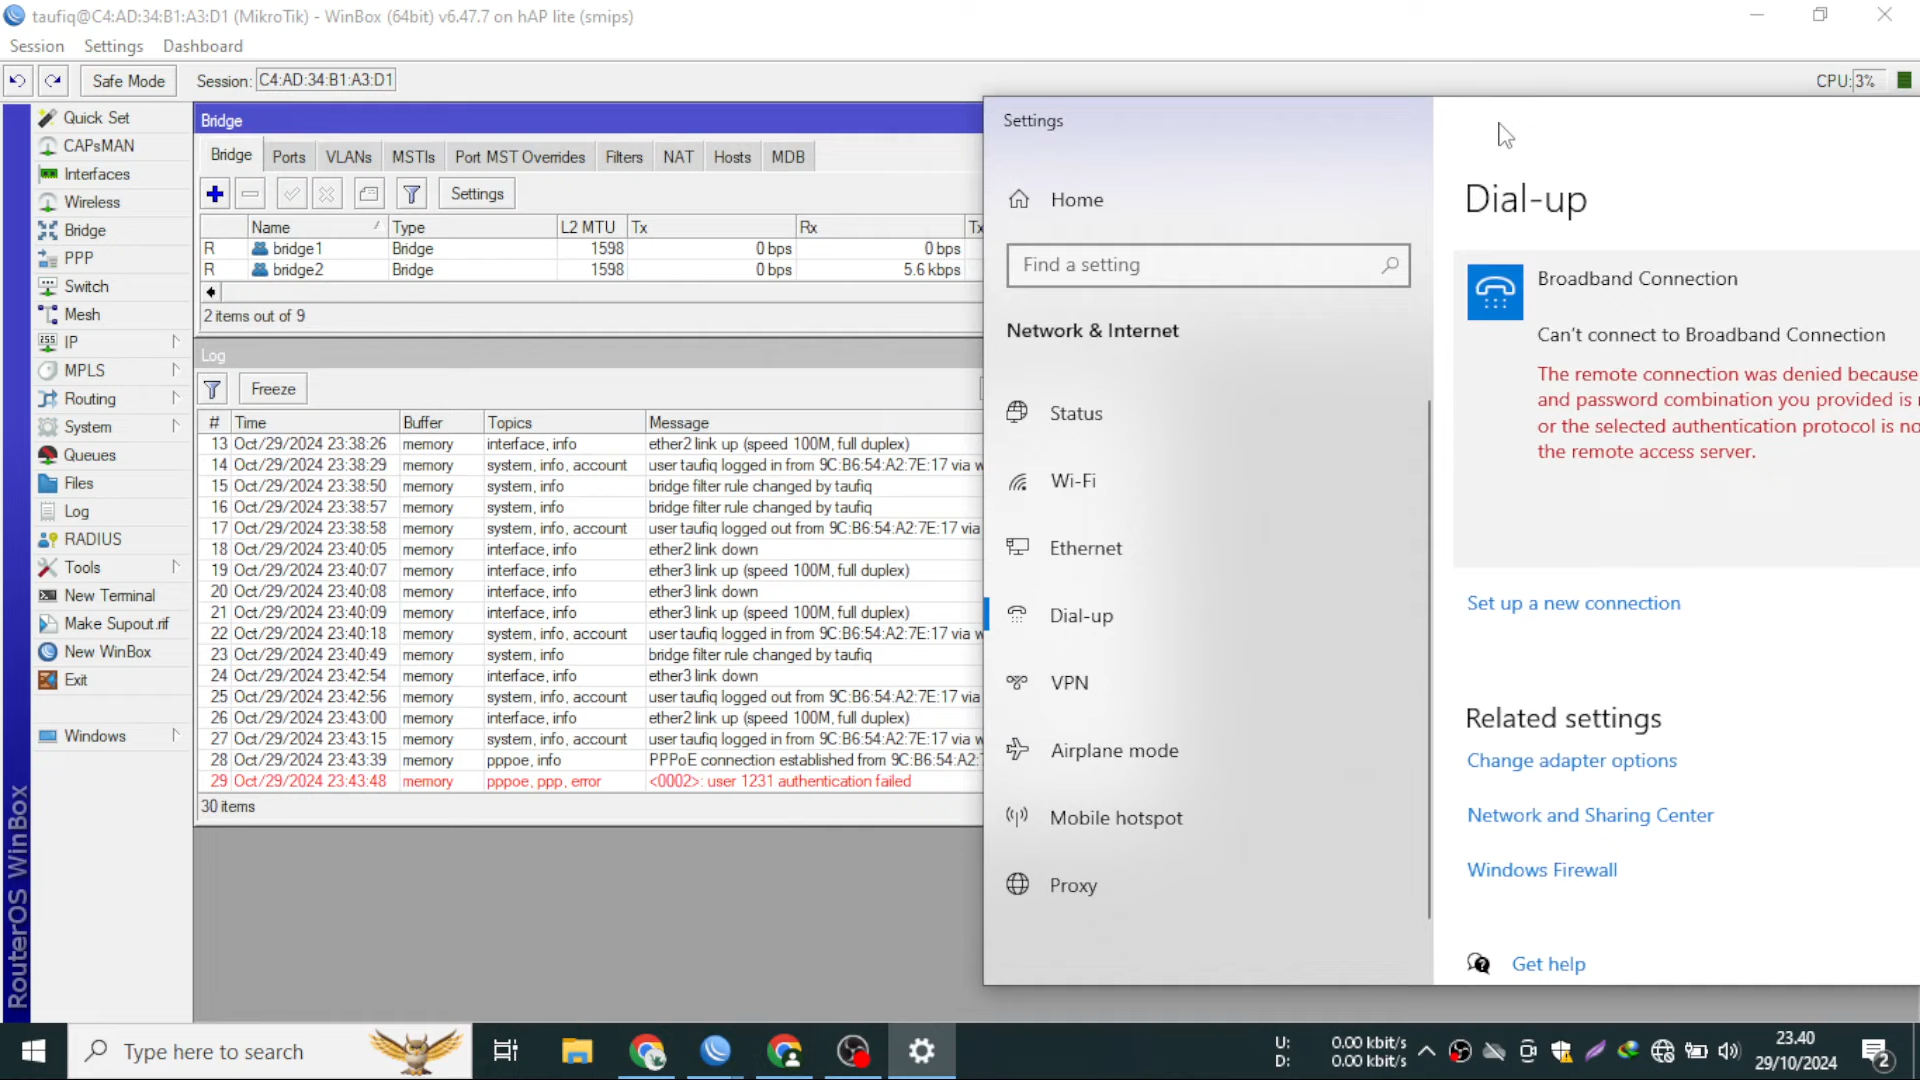 taufiq@C4:AD:34:B1:A3:D1 (MikroTik) - WinBox (64bit) v6.47.7 on hAP lite (smips)
Session Settings Dashboard
Safe Mode Session: C4:AD:34:B1:A3:D1 CPU: 3%
Quick Set
CAPsMAN
Interfaces
Wireless
Bridge
PPP
Switch
Mesh
IP
MPLS
Routing
System
Queues
Files
Log
RADIUS
Tools
New Terminal
Make Supout.rif
New WinBox
Exit
Windows
RouterOS WinBox
Bridge
Bridge Ports VLANs MSTIs Port MST Overrides Filters NAT Hosts MDB
Settings
Name Type L2 MTU Tx Rx
R bridge1 Bridge 1598 0 bps 0 bps
R bridge2 Bridge 1598 0 bps 5.6 kbps
2 items out of 9
Log
Freeze
# Time Buffer Topics Message
13 Oct/29/2024 23:38:26 memory interface, info ether2 link up (speed 100M, full duplex)
14 Oct/29/2024 23:38:29 memory system, info, account user taufiq logged in from 9C:B6:54:A2:7E:17 via
15 Oct/29/2024 23:38:50 memory system, info bridge filter rule changed by taufiq
16 Oct/29/2024 23:38:57 memory system, info bridge filter rule changed by taufiq
17 Oct/29/2024 23:38:58 memory system, info, account user taufiq logged out from 9C:B6:54:A2:7E:17 via
18 Oct/29/2024 23:40:05 memory interface, info ether2 link down
19 Oct/29/2024 23:40:07 memory interface, info ether3 link up (speed 100M, full duplex)
20 Oct/29/2024 23:40:08 memory interface, info ether3 link down
21 Oct/29/2024 23:40:09 memory interface, info ether3 link up (speed 100M, full duplex)
22 Oct/29/2024 23:40:18 memory system, info, account user taufiq logged in from 9C:B6:54:A2:7E:17 via
23 Oct/29/2024 23:40:49 memory system, info bridge filter rule changed by taufiq
24 Oct/29/2024 23:42:54 memory interface, info ether3 link down
25 Oct/29/2024 23:42:56 memory system, info, account user taufiq logged out from 9C:B6:54:A2:7E:17 via
26 Oct/29/2024 23:43:00 memory interface, info ether2 link up (speed 100M, full duplex)
27 Oct/29/2024 23:43:15 memory system, info, account user taufiq logged in from 9C:B6:54:A2:7E:17 via
28 Oct/29/2024 23:43:39 memory pppoe, info PPPoE connection established from 9C:B6:54:A2:
29 Oct/29/2024 23:43:48 memory pppoe, ppp, error <0002>: user 1231 authentication failed
30 items
Settings
Home
Find a setting
Network & Internet
Status
Wi-Fi
Ethernet
Dial-up
VPN
Airplane mode
Mobile hotspot
Proxy
Dial-up
Broadband Connection
Can't connect to Broadband Connection
The remote connection was denied because
and password combination you provided is
or the selected authentication protocol is
the remote access server.
Set up a new connection
Related settings
Change adapter options
Network and Sharing Center
Windows Firewall
Get help
Type here to search
U: 0.00 kbit/s
D: 0.00 kbit/s
23.40
29/10/2024
2